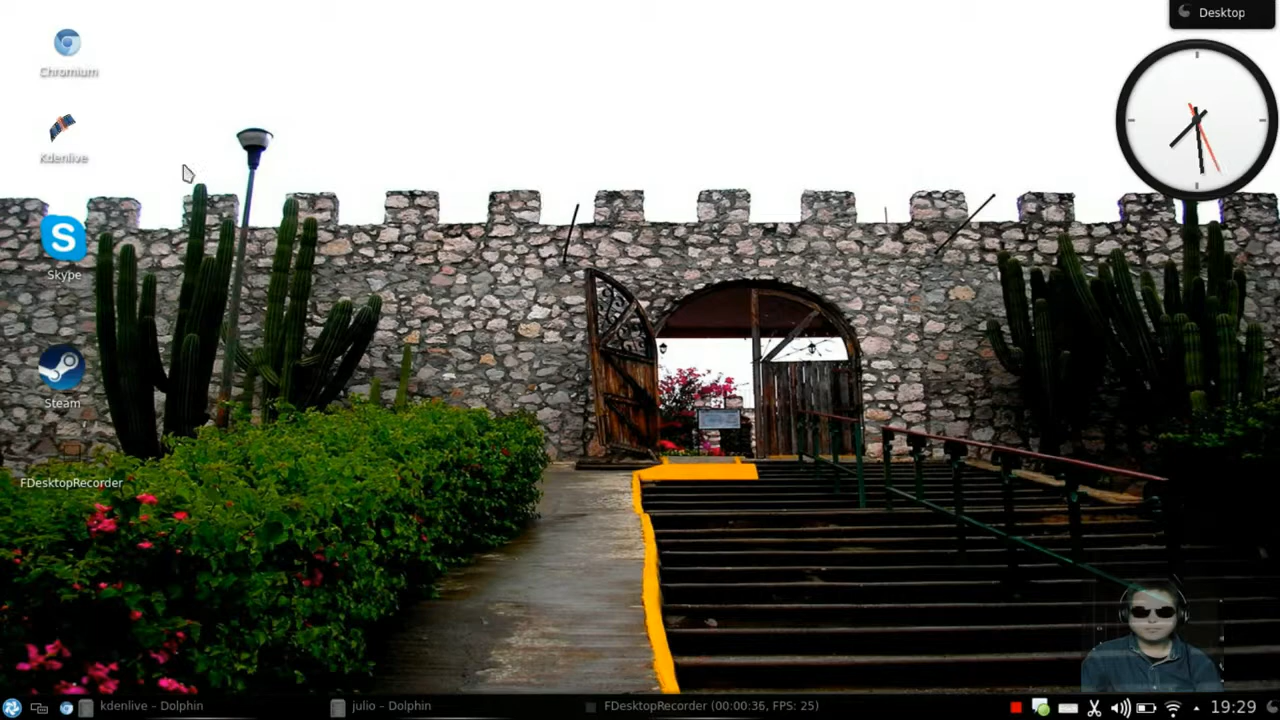 Desktop
Chromium
Kdenlive
Skype
Steam
FDesktopRecorder
kdenlive - Dolphin
julio - Dolphin
FDesktopRecorder (00:00:36, FPS: 25)
19:29